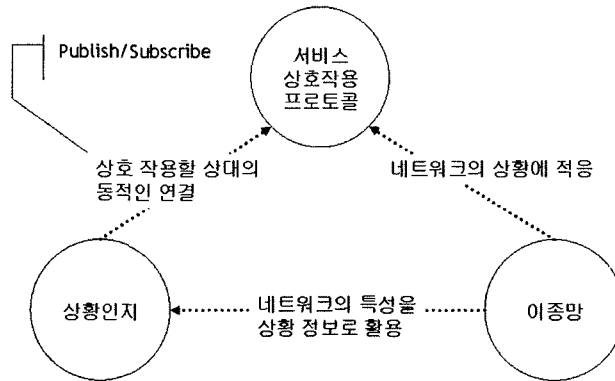 Publish/Subscribe
서비스
상호작용
프로토콜
상호 작용할 상대의
동적인 연결
네트워크의 상황에 적응
상황인지
네트워크의 특성을
상황 정보로 활용
이종망